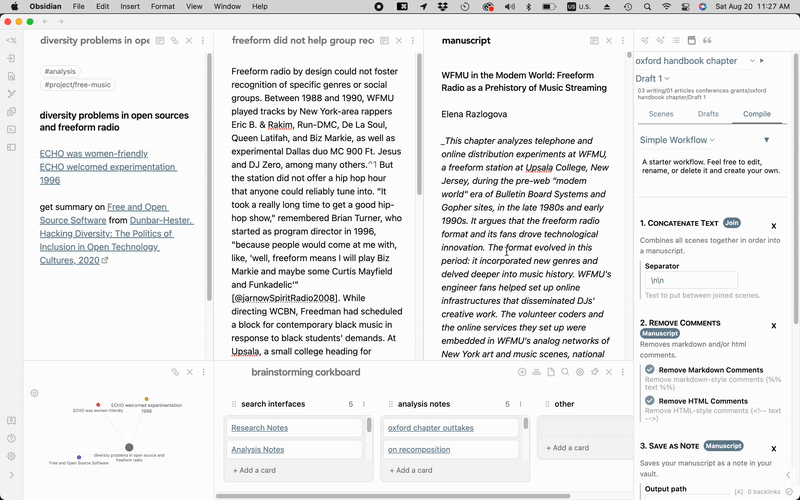 Obsidian File Edit Insert Format View Window Help U.S. Sat Aug 20 11:27 AM
diversity problems in ope
#analysis
#project/free-music
diversity problems in open sources
and freeform radio
ECHO was women-friendly
ECHO welcomed experimentation
1996
get summary on Free and Open
Source Software from Dunbar-Hester.
Hacking Diversity: The Politics of
Inclusion in Open Technology
Cultures, 2020
freeform did not help group reco
Freeform radio by design could not foster
recognition of specific genres or social
groups. Between 1988 and 1990, WFMU
played tracks by New York-area rappers
Eric B. & Rakim, Run-DMC, De La Soul,
Queen Latifah, and Biz Markie, as well as
experimental Dallas duo MC 900 Ft. Jesus
and DJ Zero, among many others.^1 But
the station did not offer a hip hop hour
that anyone could reliably tune into. "It
took a really long time to get a good hip-
hop show," remembered Brian Turner, who
started as program director in 1996,
"because people would come at me with,
like, 'well, freeform means I will play Biz
Markie and maybe some Curtis Mayfield
and Funkadelic'"
[@jarnowSpiritRadio2008]. While
directing WCBN, Freedman had scheduled
a block for contemporary black music in
response to black students' demands. At
Upsala, a small college heading for
manuscript
WFMU in the Modem World: Freeform
Radio as a Prehistory of Music Streaming
Elena Razlogova
_This chapter analyzes telephone and
online distribution experiments at WFMU,
a freeform station at Upsala College, New
Jersey, during the pre-web "modem
world" era of Bulletin Board Systems and
Gopher sites, in the late 1980s and early
1990s. It argues that the freeform radio
format and its fans drove technological
innovation. The format evolved in this
period: it incorporated new genres and
delved deeper into music history. WFMU's
engineer fans helped set up online
infrastructures that disseminated DJs'
creative work. The volunteer coders and
the online services they set up were
embedded in WFMU's analog networks of
New York art and music scenes, national
oxford handbook chapter
Draft 1
03 writing/01 articles conferences grants/oxford
handbook chapter/Draft 1
Scenes Drafts Compile
Simple Workflow
A starter workflow. Feel free to edit,
rename, or delete it and create your own.
1. CONCATENATE TEXT Join X
Combines all scenes together in order into
a manuscript.
Separator
\n\n
Text to put between joined scenes.
2. REMOVE COMMENTS X
Manuscript
Removes markdown and/or html
comments.
Remove Markdown Comments
Remove markdown-style comments (%%
text %%)
Remove HTML Comments
Remove HTML-style comments (<!-- text
-->)
3. SAVE AS NOTE Manuscript X
Saves your manuscript as a note in your
vault.
Output path
[A] 0 backlinks
ECHO was women-friendly
ECHO welcomed experimentation
1996
diversity problems in open sources and
freeform radio
Free and Open Source Software
brainstorming corkboard
search interfaces 5
Research Notes
Analysis Notes
+ Add a card
analysis notes 5
oxford chapter outtakes
on recomposition
+ Add a card
other
+ Add a card